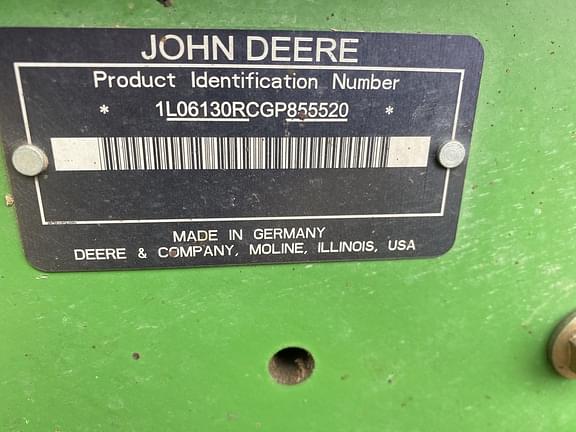 JOHN DEERE
Product Identification Number
* 1L06130RCGP855520 *
MADE IN GERMANY
DEERE & COMPANY, MOLINE, ILLINOIS, USA